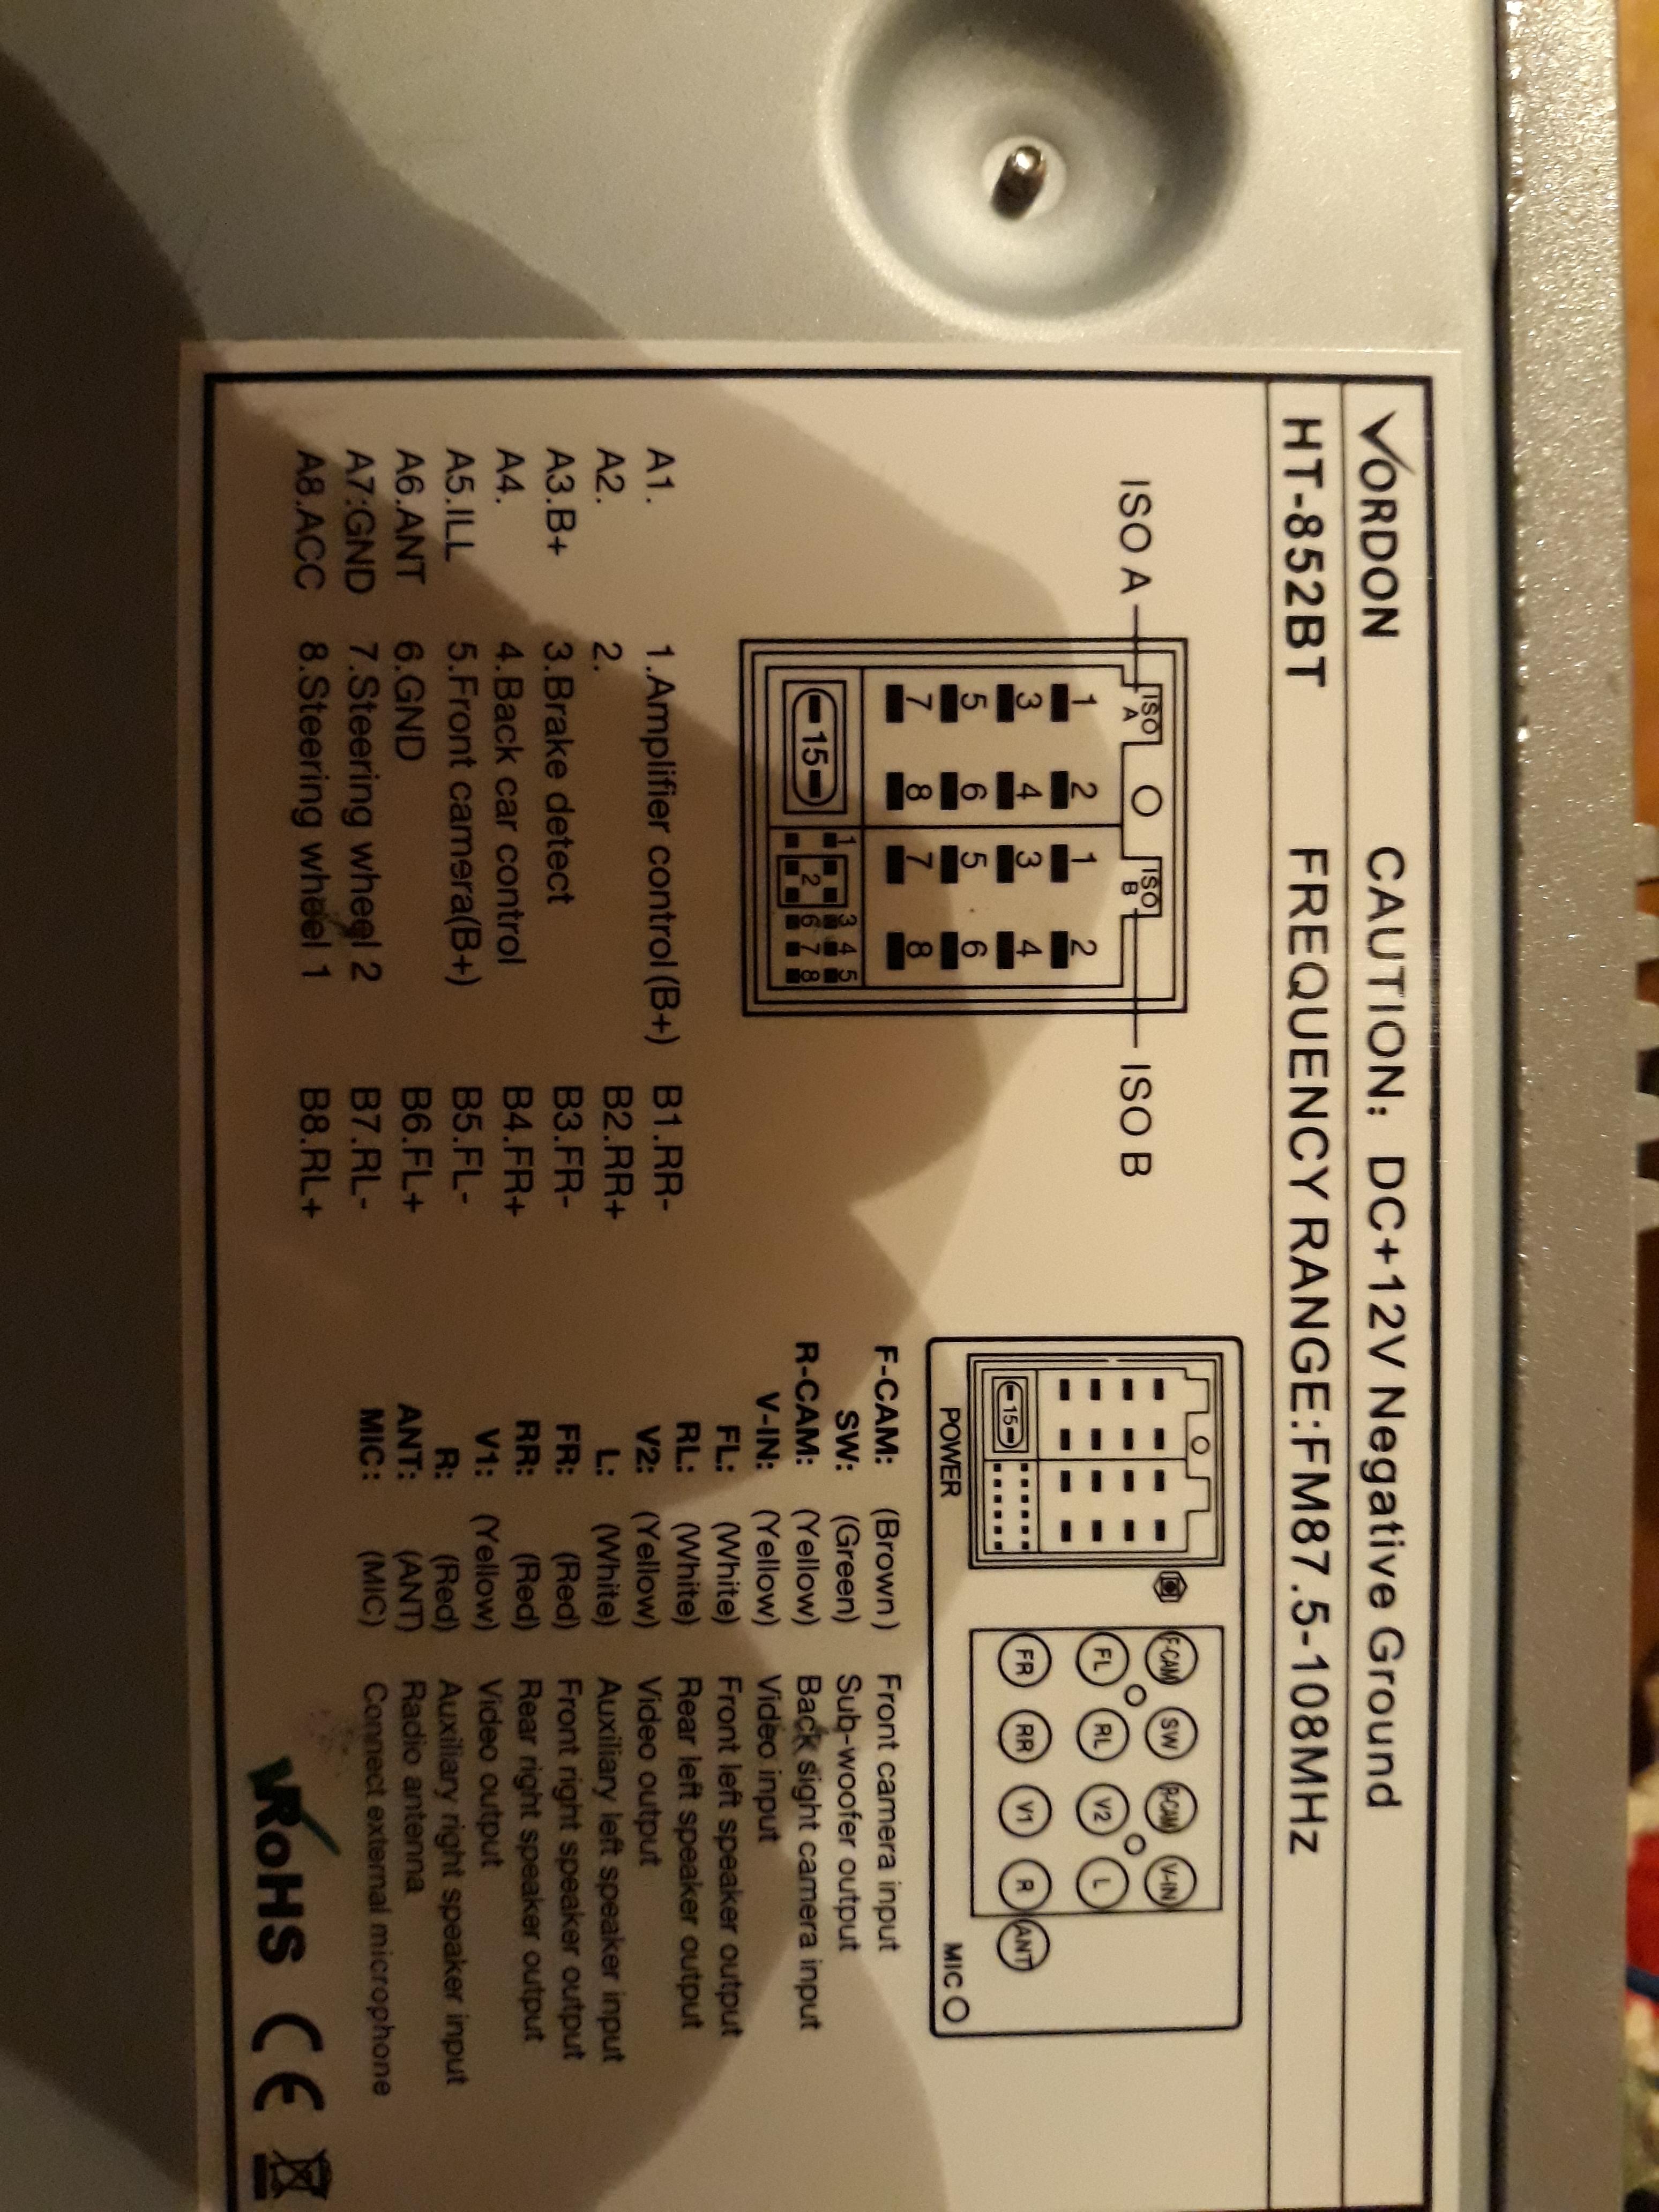 VORDON CAUTION: DC+12V Negative Ground
HT-852BT FREQUENCY RANGE:FM87.5-108MHz
ISO A
ISO B
ISO A
ISO B
1 2 1 2
3 4 3 4
5 6 5 6
7 8 7 8
15
1 3 4 5
2 6 7 8
A1.
A2.
A3.B+
A4.
A5.ILL
A6.ANT
A7:GND
A8.ACC
1.Amplifier control(B+)
2.
3.Brake detect
4.Back car control
5.Front camera(B+)
6.GND
7.Steering wheel 2
8.Steering wheel 1
B1.RR-
B2.RR+
B3.FR-
B4.FR+
B5.FL-
B6.FL+
B7.RL-
B8.RL+
15
POWER
F-CAM SW R-CAM V-IN
FL RL V2 L
FR RR V1 R ANT
MIC
F-CAM: (Brown) Front camera input
SW: (Green) Sub-woofer output
R-CAM: (Yellow) Back sight camera input
V-IN: (Yellow) Video input
FL: (White) Front left speaker output
RL: (White) Rear left speaker output
V2: (Yellow) Video output
L: (White) Auxiliary left speaker input
FR: (Red) Front right speaker output
RR: (Red) Rear right speaker output
V1: (Yellow) Video output
R: (Red) Auxiliary right speaker input
ANT: (ANT) Radio antenna
MIC: (MIC) Connect external microphone
RoHS CE